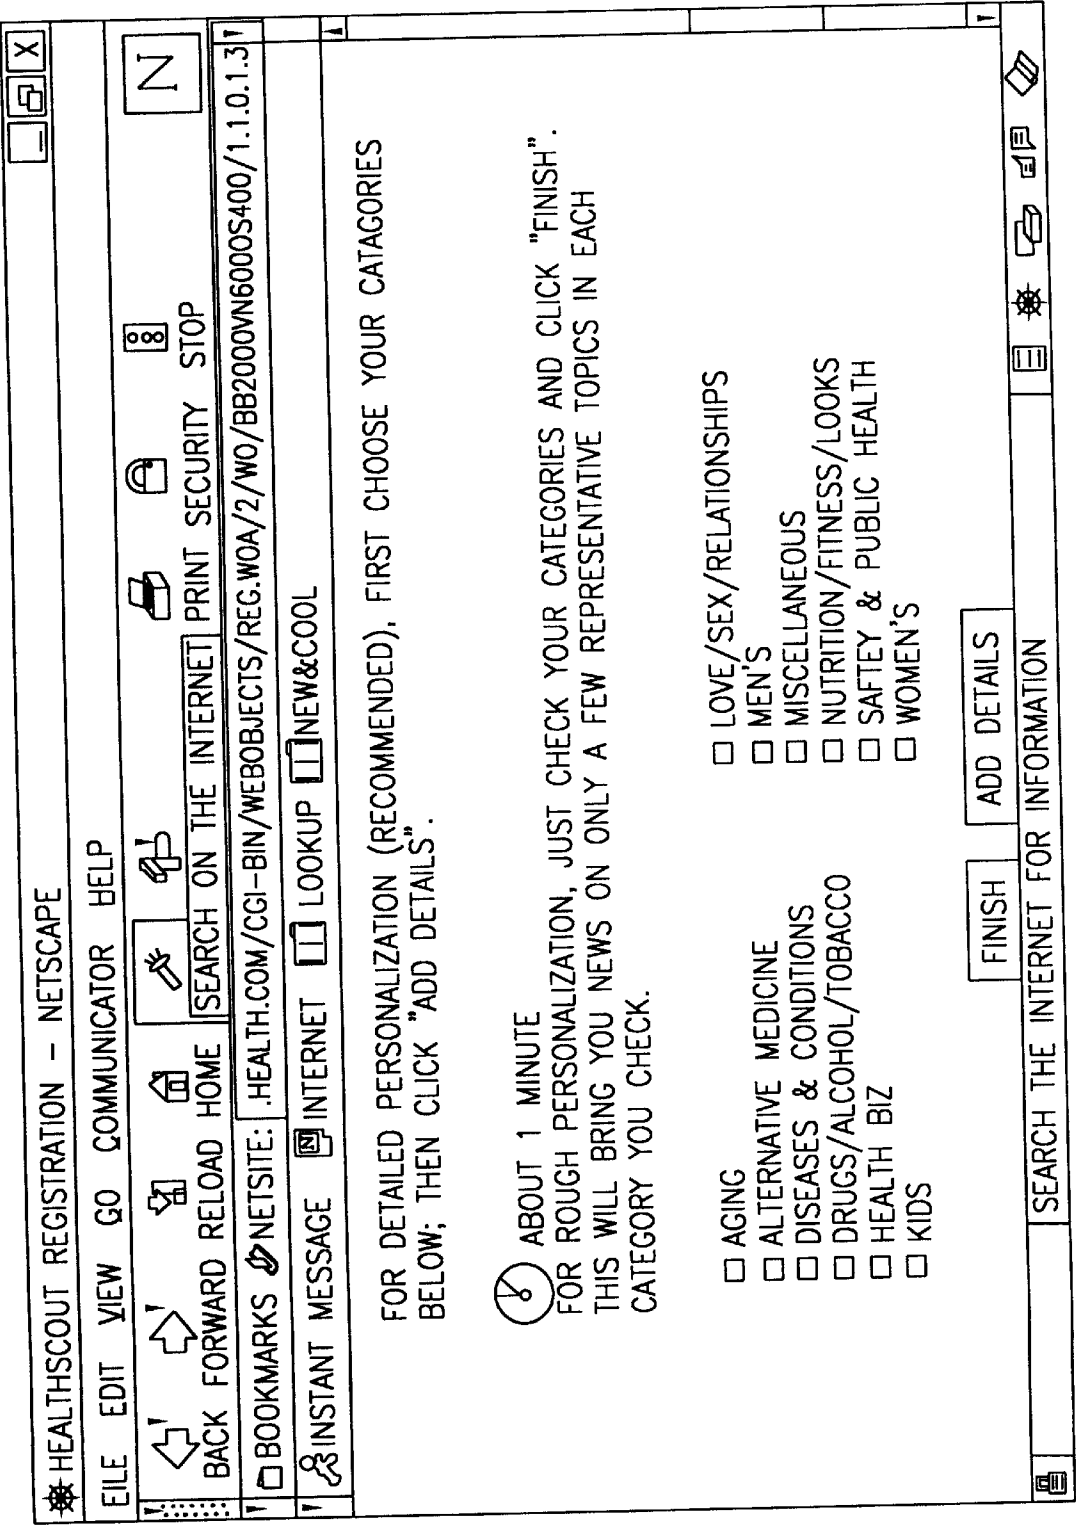 HEALTHSCOUT REGISTRATION – NETSCAPE
X
EILE EDIT VIEW GO COMMUNICATOR HELP
N
BACK FORWARD RELOAD HOME SEARCH ON THE INTERNET PRINT SECURITY STOP
BOOKMARKS NETSITE: .HEALTH.COM/CGI-BIN/WEBOBJECTS/REG.WOA/2/WO/BB2000VN6000S400/1.1.0.1.3
INSTANT MESSAGE N INTERNET LOOKUP NEW&COOL
FOR DETAILED PERSONALIZATION (RECOMMENDED), FIRST CHOOSE YOUR CATAGORIES
BELOW; THEN CLICK "ADD DETAILS".
ABOUT 1 MINUTE
FOR ROUGH PERSONALIZATION, JUST CHECK YOUR CATEGORIES AND CLICK "FINISH".
THIS WILL BRING YOU NEWS ON ONLY A FEW REPRESENTATIVE TOPICS IN EACH
CATEGORY YOU CHECK.
AGING
ALTERNATIVE MEDICINE
DISEASES & CONDITIONS
DRUGS/ALCOHOL/TOBACCO
HEALTH BIZ
KIDS
LOVE/SEX/RELATIONSHIPS
MEN'S
MISCELLANEOUS
NUTRITION/FITNESS/LOOKS
SAFTEY & PUBLIC HEALTH
WOMEN'S
FINISH ADD DETAILS
SEARCH THE INTERNET FOR INFORMATION